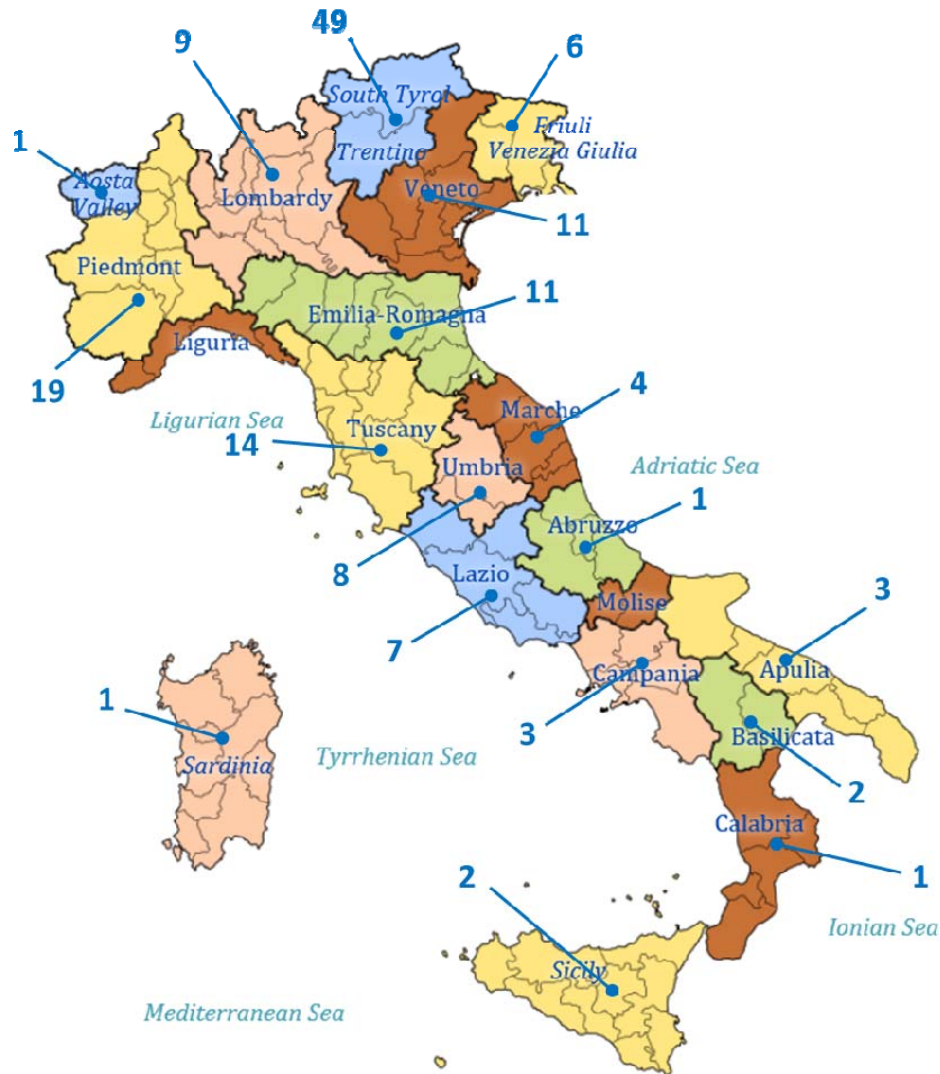 49
9
6
South Tyrol
Friuli
Venezia Giulia
1
Trentino
Aosta
Valley
Lombardy
Veneto
11
Piedmont
11
Emilia-Romagna
Liguria
19
4
Marche
Ligurian Sea
Tuscany
14
Umbria
Adriatic Sea
1
Abruzzo
8
Lazio
Molise
3
7
Campania
Apulia
1
3
Basilicata
Tyrrhenian Sea
Sardinia
2
Calabria
2
1
Ionian Sea
Sicily
Mediterranean Sea